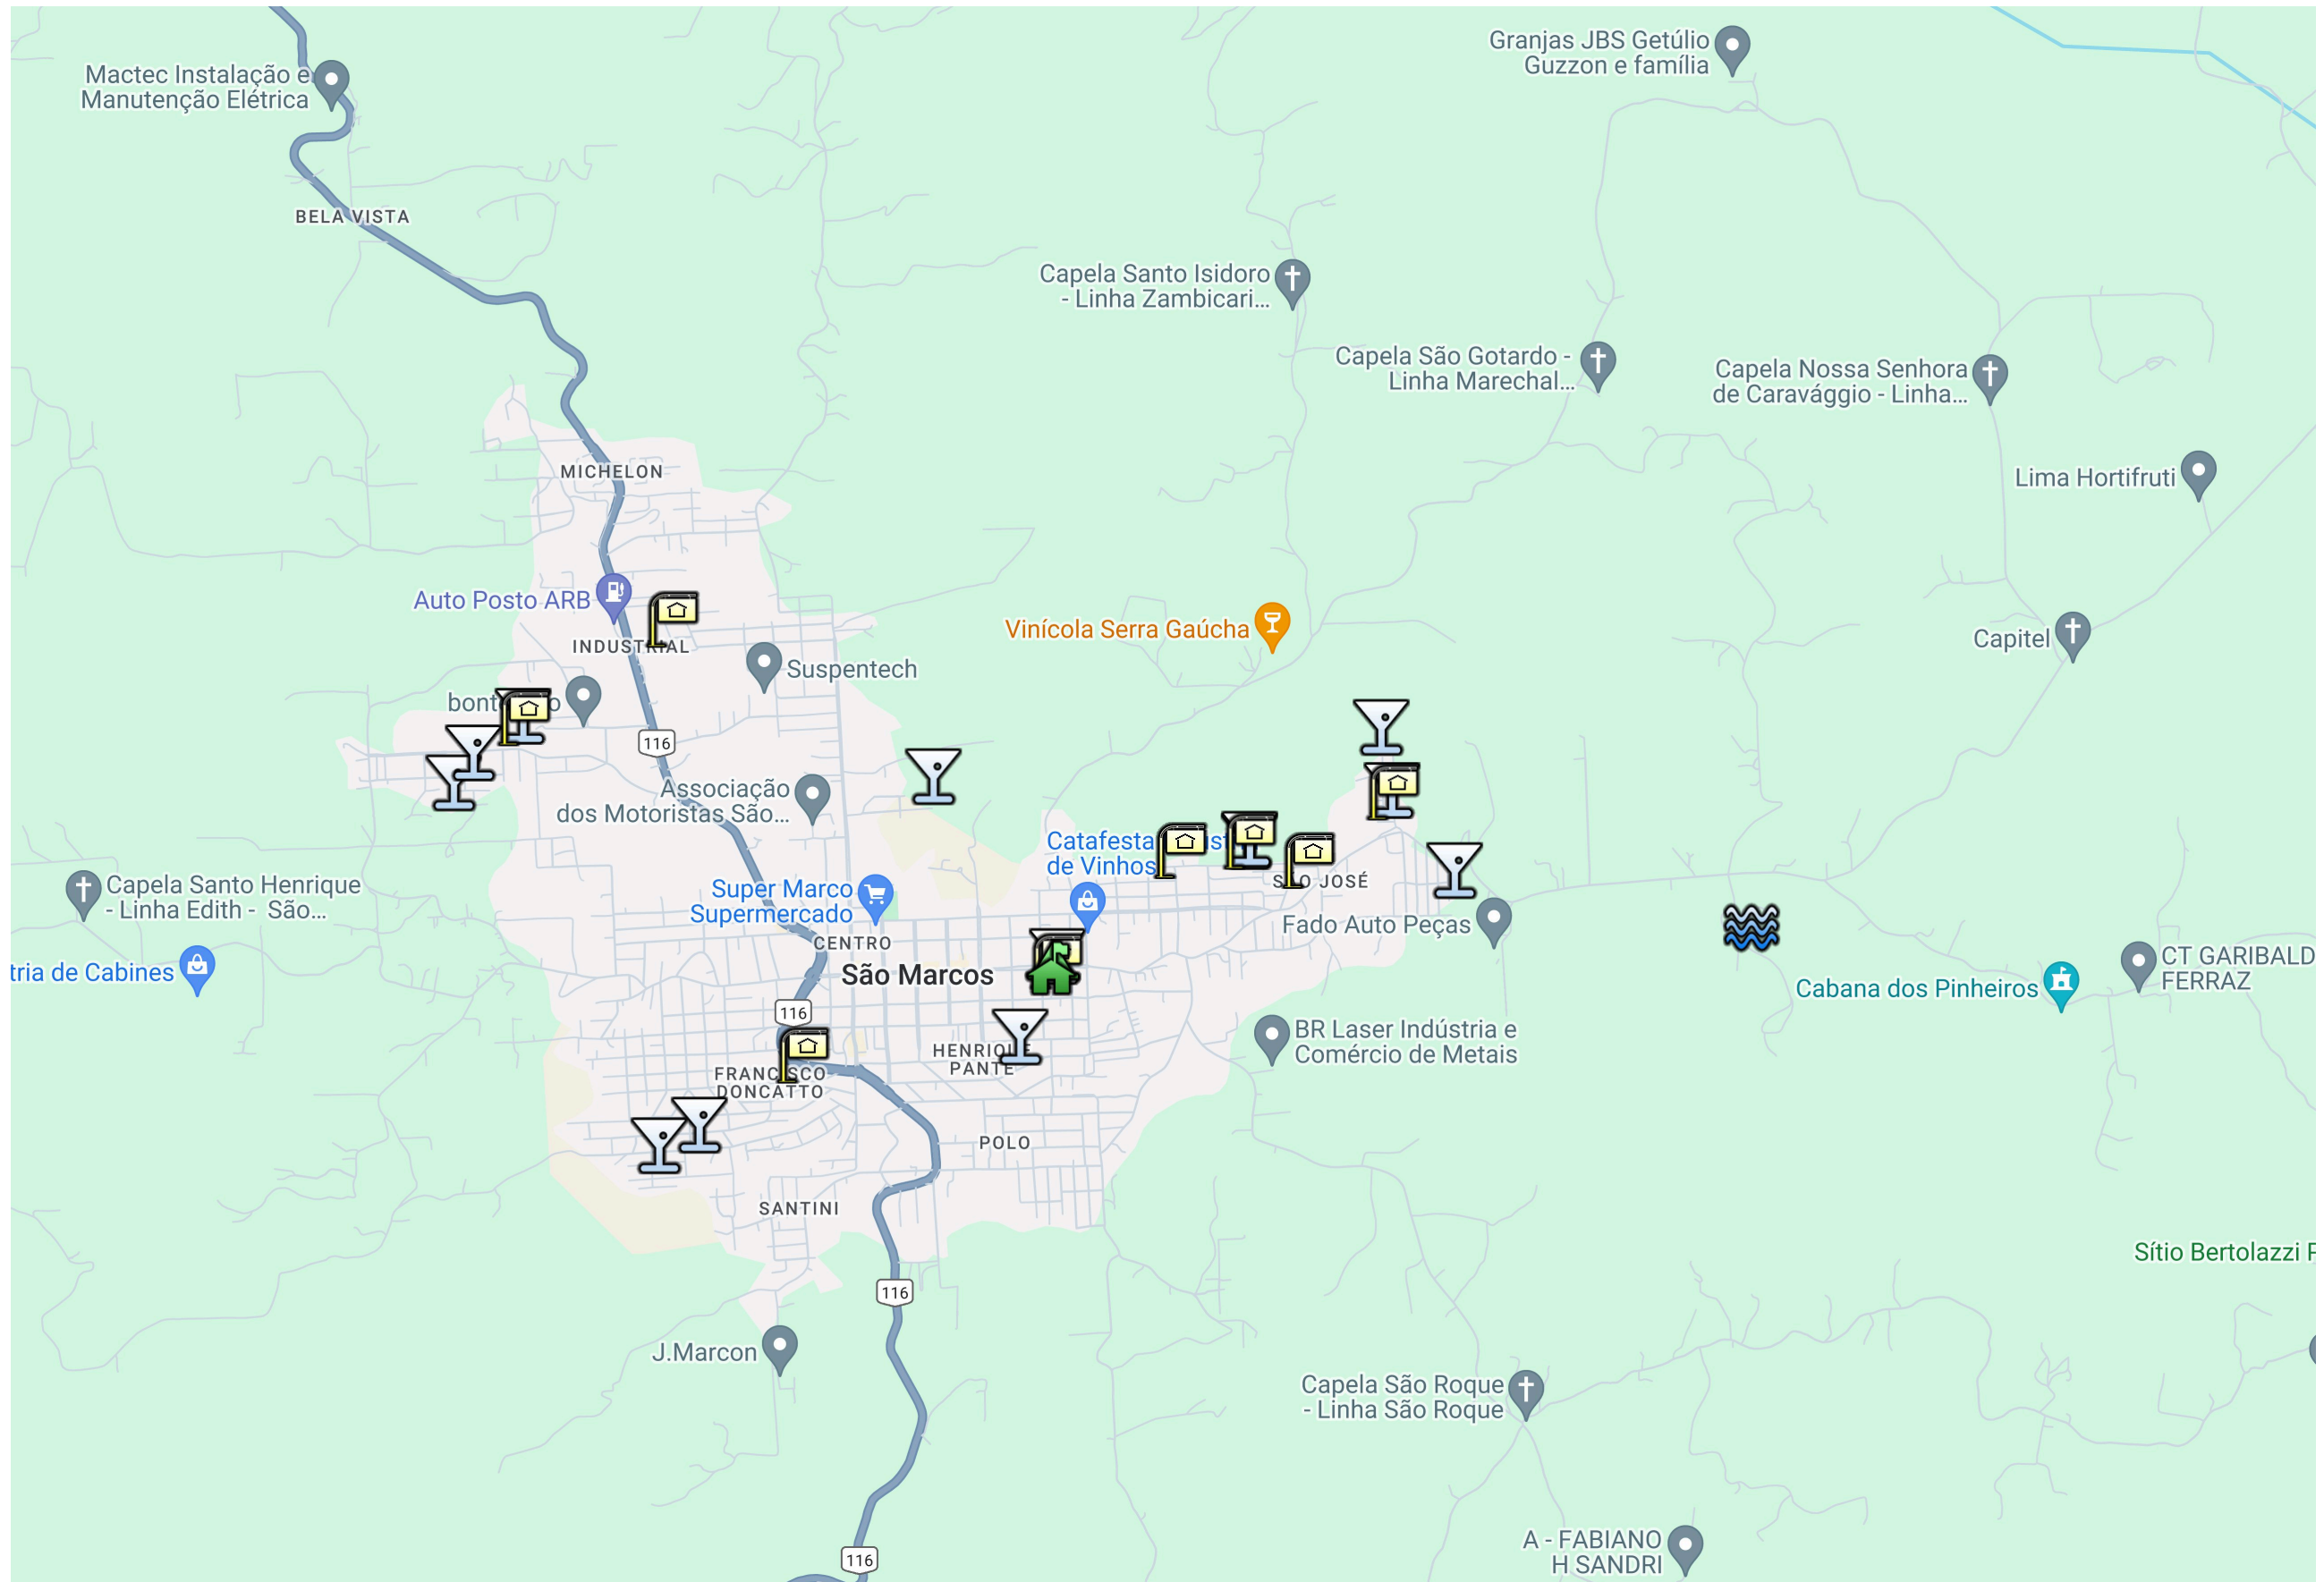 Granjas JBS Getúlio
Guzzon e família
Mactec Instalação e
Manutenção Elétrica
BELA VISTA
Capela Santo Isidoro
- Linha Zambicari...
Capela São Gotardo -
Linha Marechal...
Capela Nossa Senhora
de Caravággio - Linha...
MICHELON
Lima Hortifruti
Auto Posto ARB
Vinícola Serra Gaúcha
INDUSTRIAL
Capitel
Suspentech
116
Associação
dos Motoristas São...
Catafesta
de Vinhos
Capela Santo Henrique
- Linha Edith - São...
Super Marco
Supermercado
SÃO JOSÉ
Fado Auto Peças
CENTRO
São Marcos
tria de Cabines
CT GARIBALD
FERRAZ
Cabana dos Pinheiros
116
BR Laser Indústria e
Comércio de Metais
HENRIQUE
PANTE
FRANCISCO
DONCATTO
POLO
SANTINI
Sítio Bertolazzi
116
J.Marcon
Capela São Roque
- Linha São Roque
A - FABIANO
H SANDRI
116